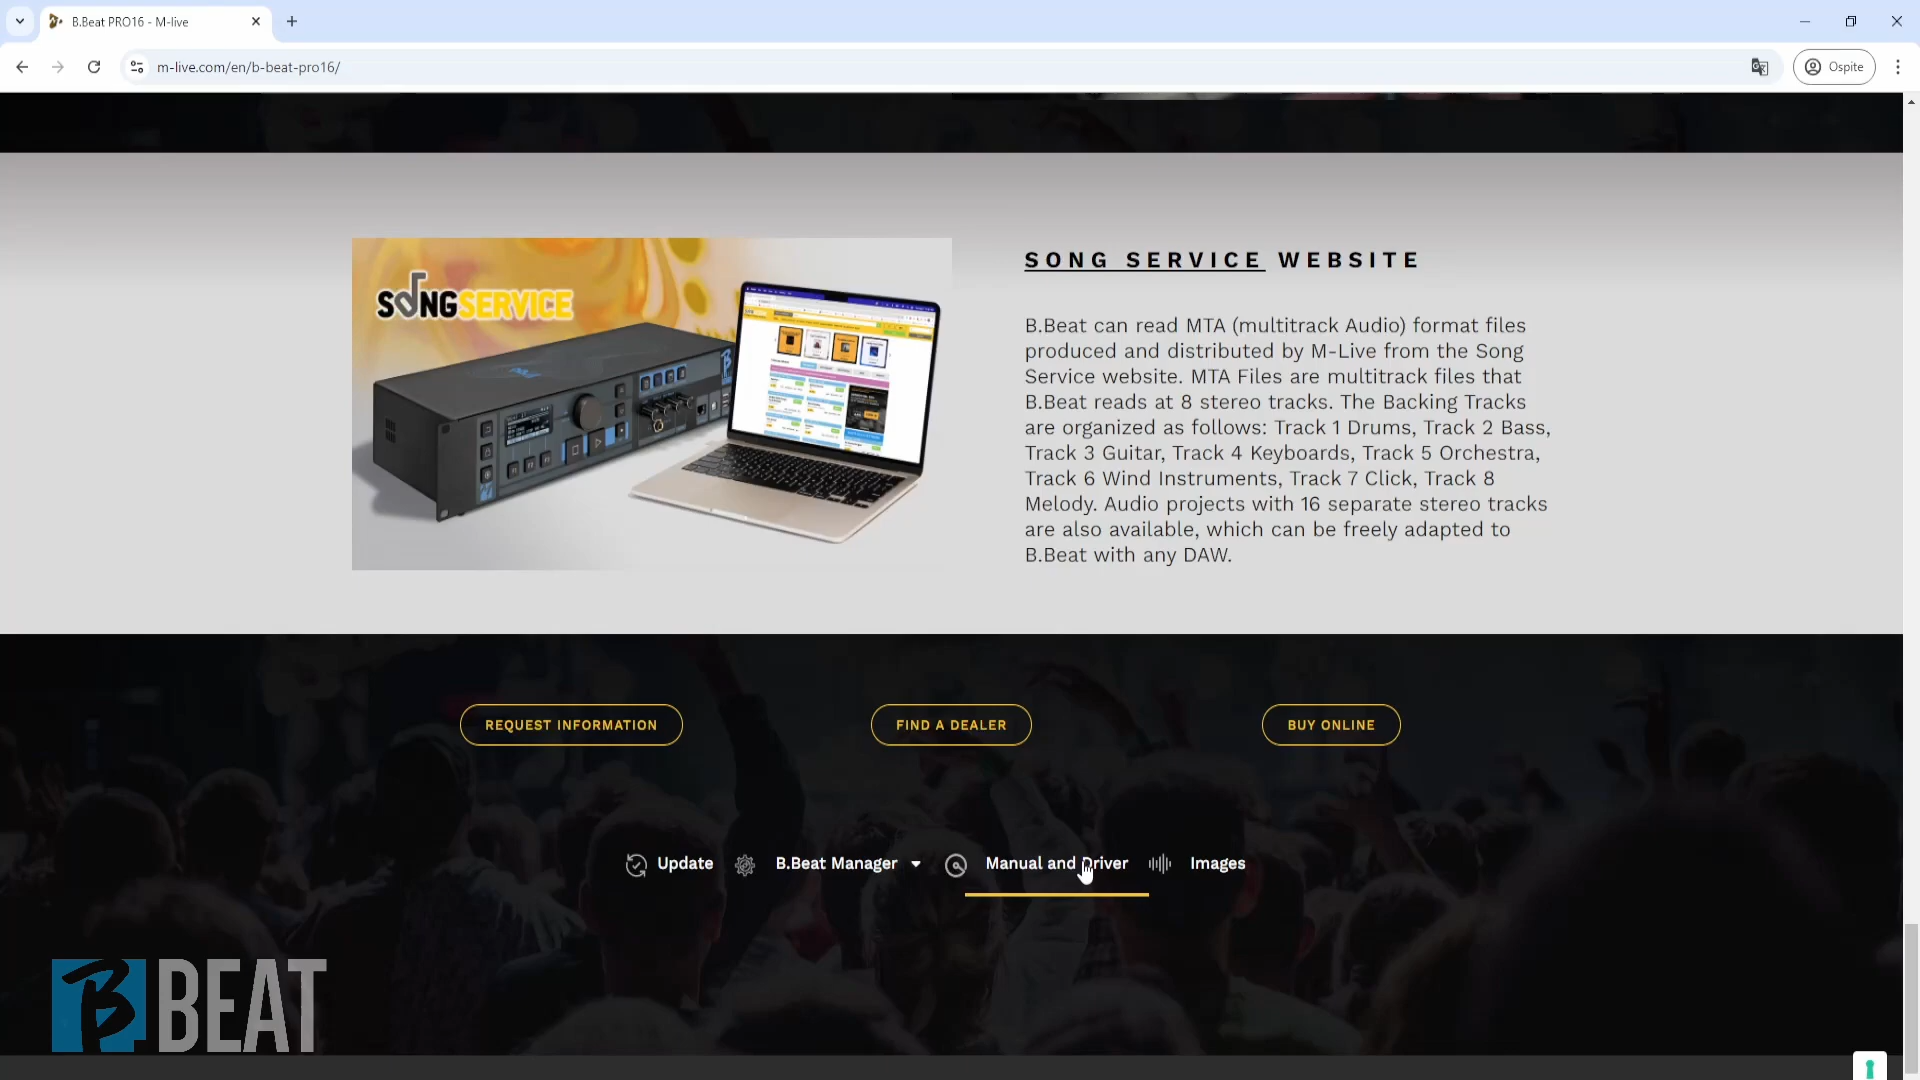 B.Beat PRO16 - M-live
m-live.com/en/b-beat-pro16/
Ospite
SONGSERVICE
SONG SERVICE WEBSITE
B.Beat can read MTA (multitrack Audio) format files
produced and distributed by M-Live from the Song
Service website. MTA Files are multitrack files that
B.Beat reads at 8 stereo tracks. The Backing Tracks
are organized as follows: Track 1 Drums, Track 2 Bass,
Track 3 Guitar, Track 4 Keyboards, Track 5 Orchestra,
Track 6 Wind Instruments, Track 7 Click, Track 8
Melody. Audio projects with 16 separate stereo tracks
are also available, which can be freely adapted to
B.Beat with any DAW.
REQUEST INFORMATION
FIND A DEALER
BUY ONLINE
Update
B.Beat Manager
Manual and Driver
Images
B BEAT